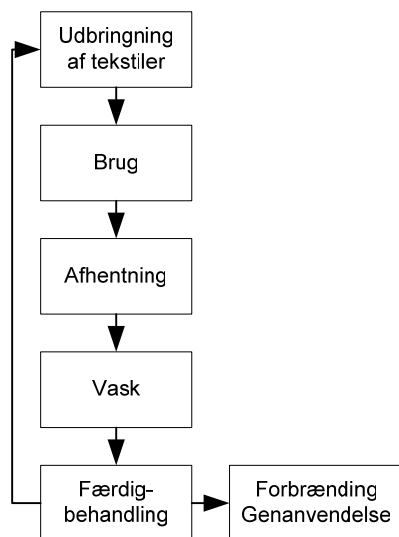 Udbringning
af tekstiler
Brug
Afhentning
Vask
Færdig-
behandling
Forbrænding
Genanvendelse